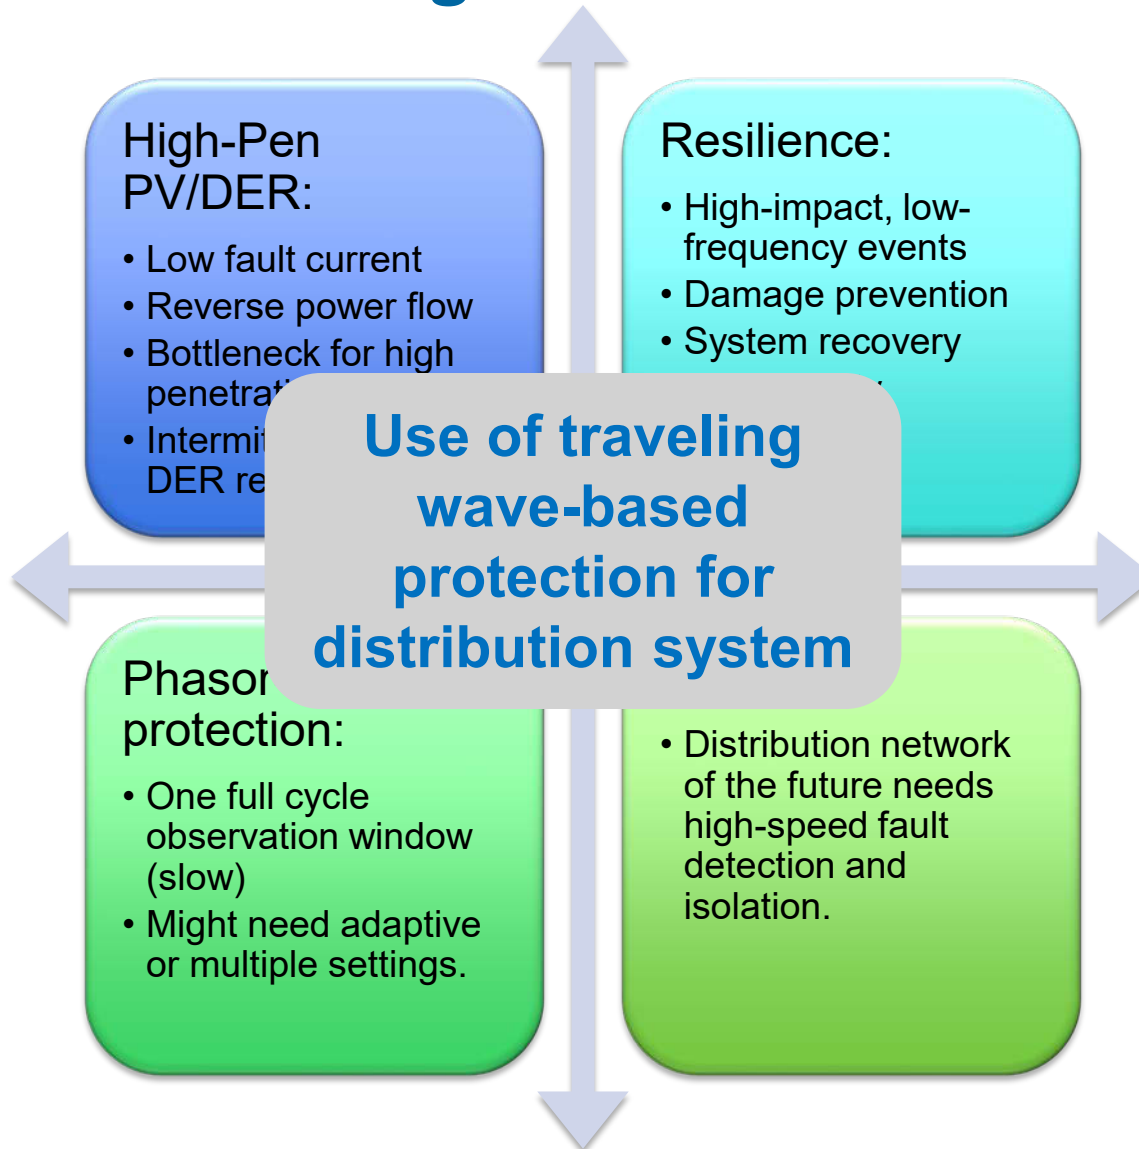 High-Pen
PV/DER:
• Low fault current
• Reverse power flow
• Bottleneck for high
• DER
Resilience:
• High-impact, low-
frequency events
• Damage prevention
• System recovery
Use of traveling
wave-based
protection for
distribution system
Phasor
protection:
• One full cycle
observation window
(slow)
• Might need adaptive
or multiple settings.
• Distribution network
of the future needs
high-speed fault
detection and
isolation.